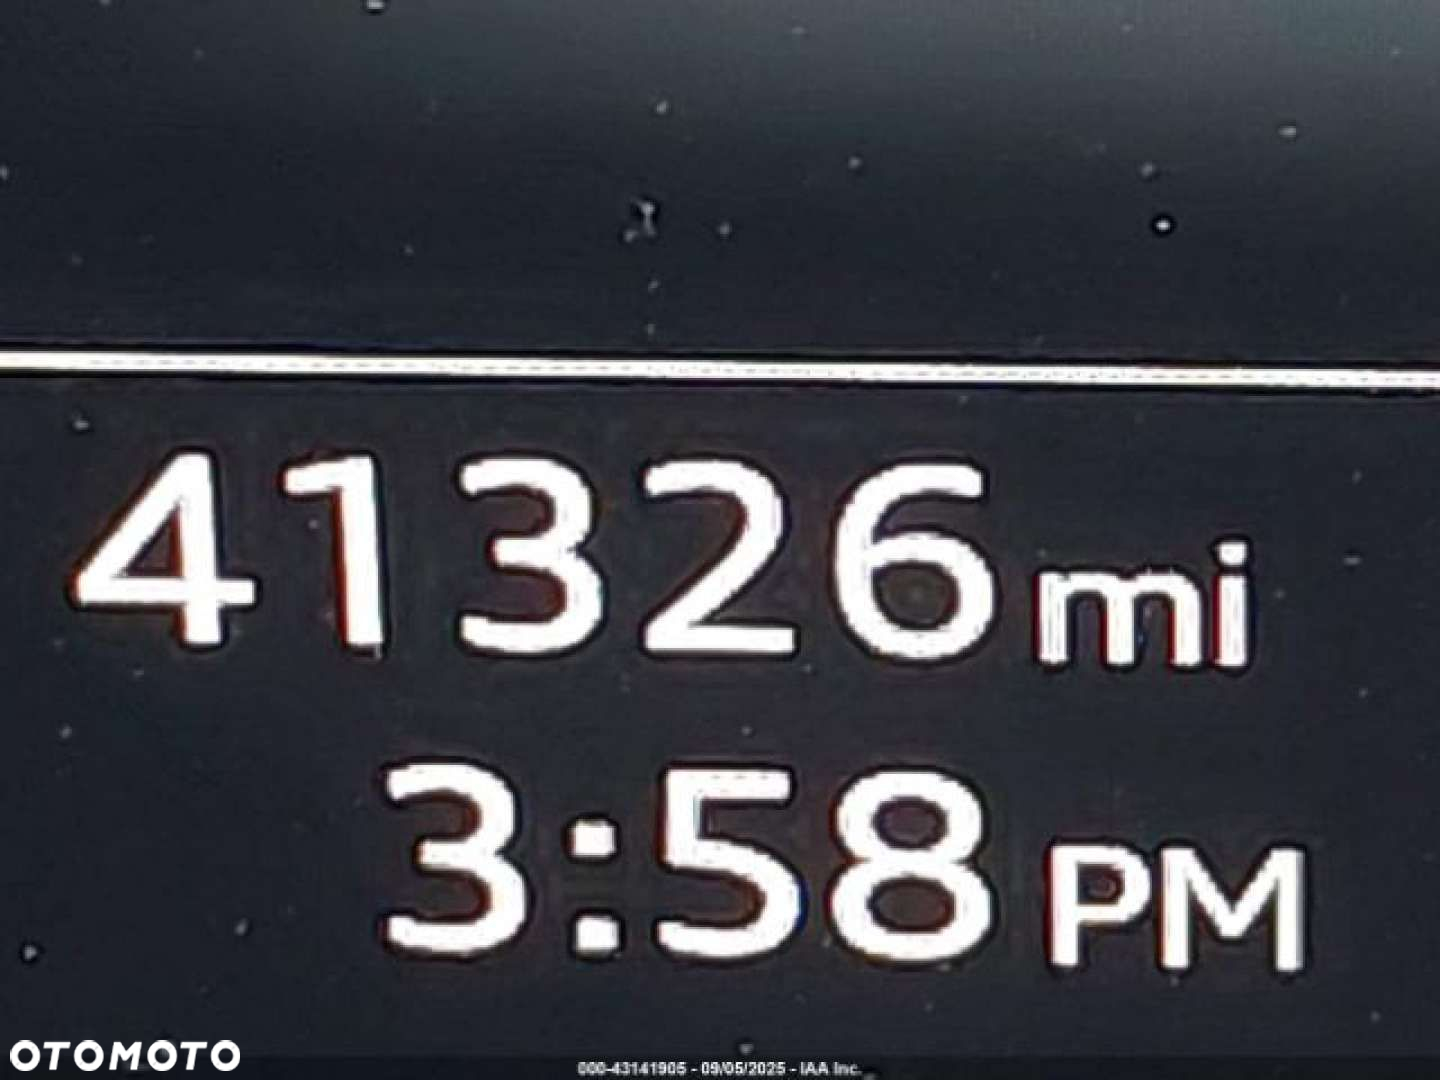 41326mi
3:58 PM
OTOMOTO
000-43141905 - 09/05/2025 - IAA Inc.